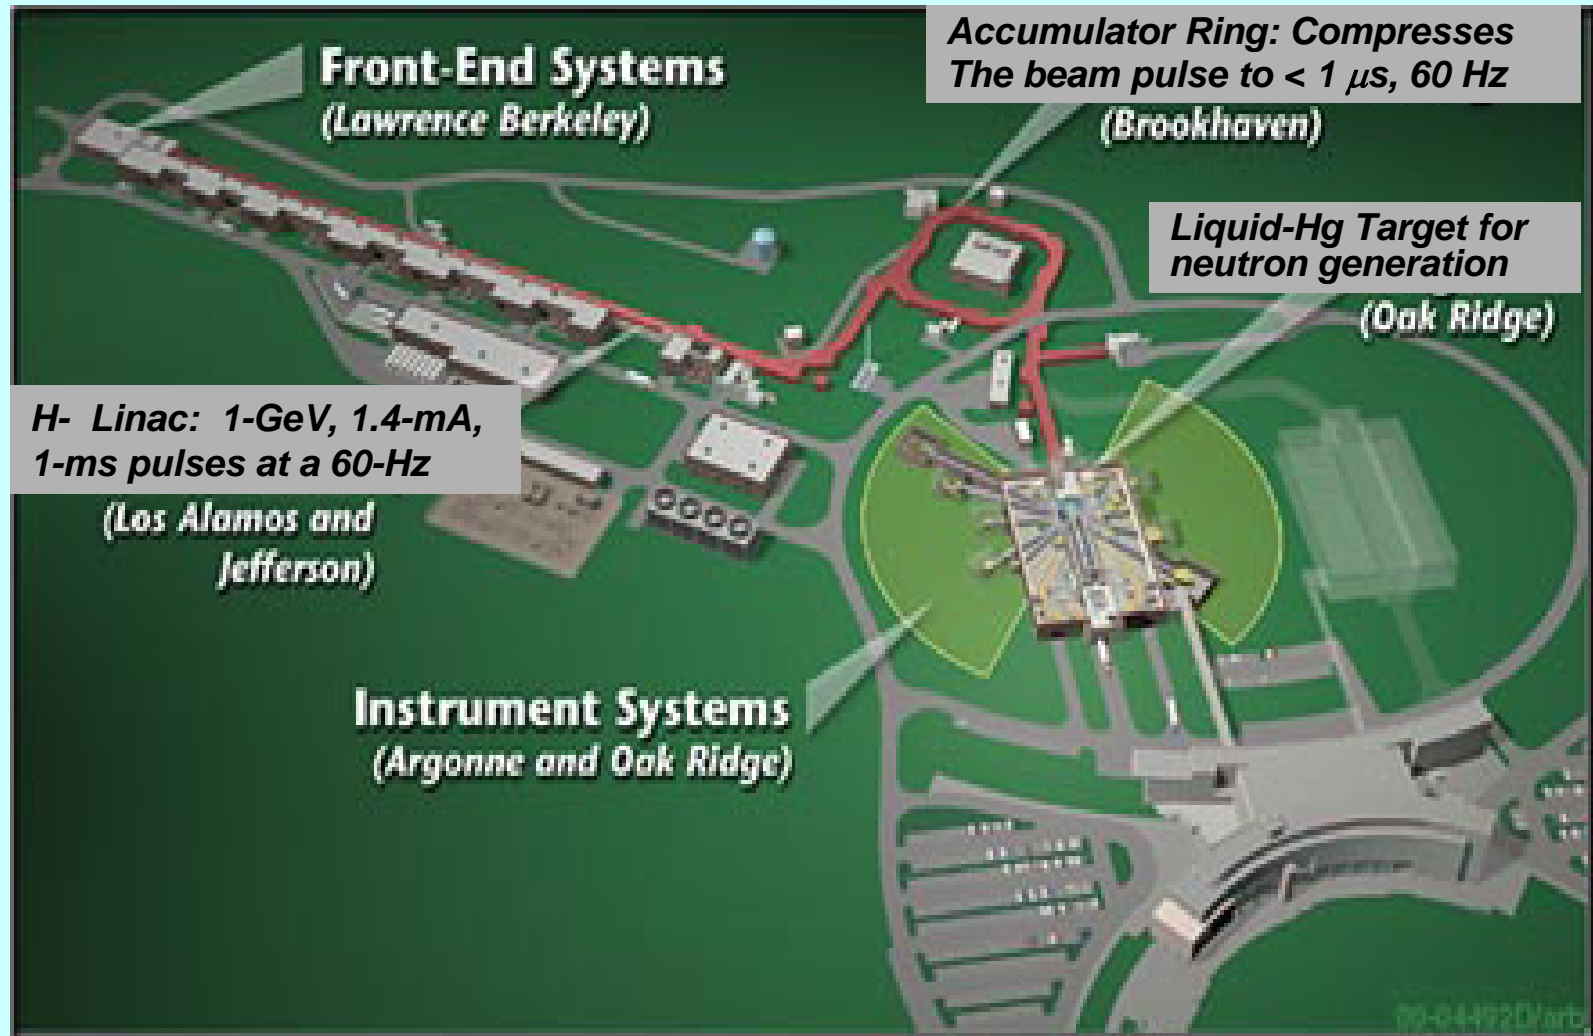 Front-End Systems
(Lawrence Berkeley)
Accumulator Ring: Compresses
The beam pulse to < 1 μs, 60 Hz
(Brookhaven)
Liquid-Hg Target for
neutron generation
(Oak Ridge)
H- Linac: 1-GeV, 1.4-mA,
1-ms pulses at a 60-Hz
(Los Alamos and
Jefferson)
Instrument Systems
(Argonne and Oak Ridge)